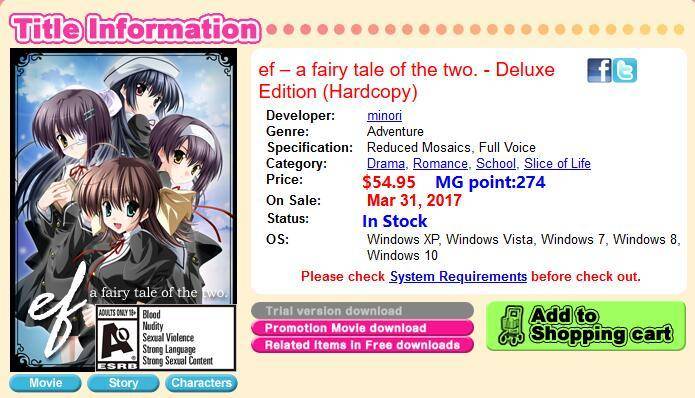 Title Information
ef – a fairy tale of the two. - Deluxe
Edition (Hardcopy)
Developer: minori
Genre: Adventure
Specification: Reduced Mosaics, Full Voice
Category: Drama, Romance, School, Slice of Life
Price: $54.95 MG point:274
On Sale: Mar 31, 2017
Status: In Stock
OS: Windows XP, Windows Vista, Windows 7, Windows 8,
Windows 10
Please check System Requirements before check out.
ef a fairy tale of the two.
ADULTS ONLY 18+
Ao
ESRB
Blood
Nudity
Sexual Violence
Strong Language
Strong Sexual Content
Movie Story Characters
Trial version download
Promotion Movie download
Related Items in Free downloads
Add to
Shopping cart
f t